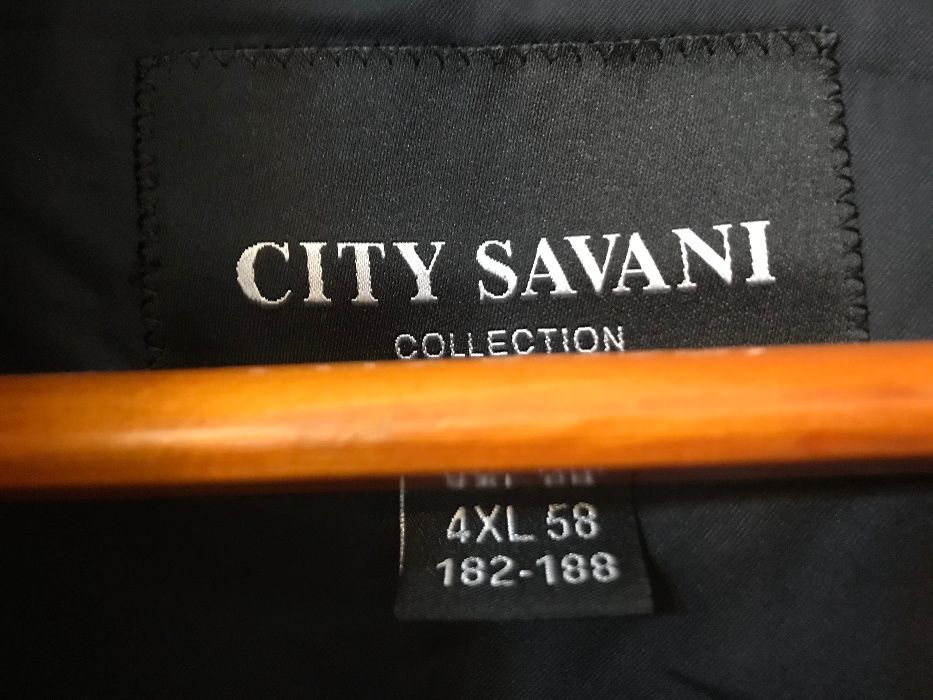 CITY SAVANI
COLLECTION
4XL 58
182-188